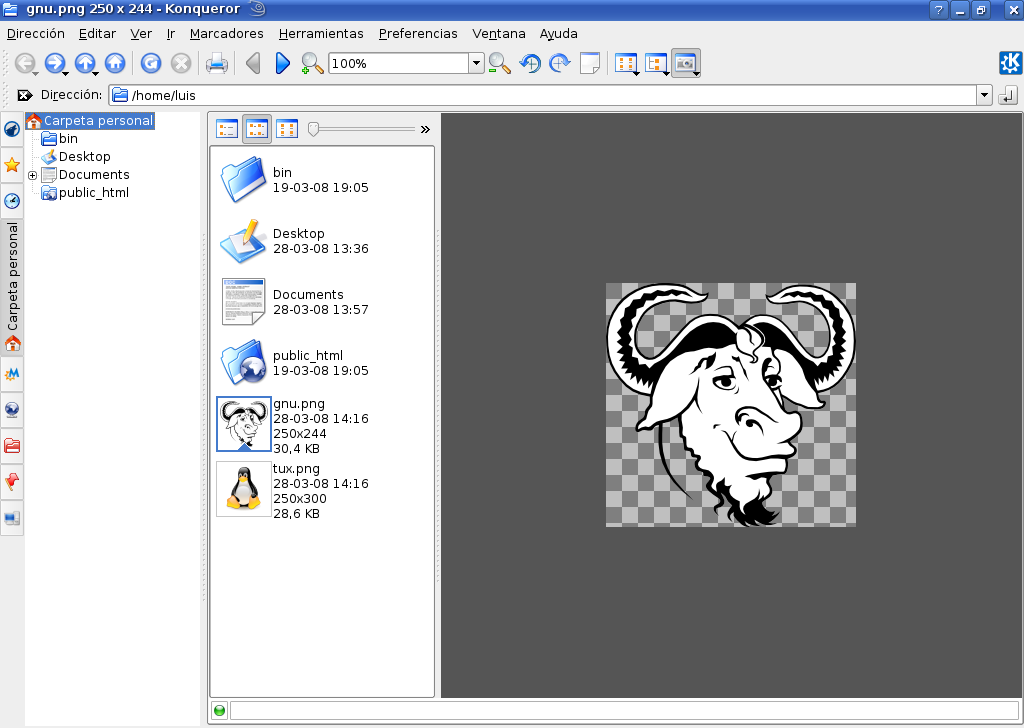 gnu.png 250 x 244 - Konqueror
Dirección Editar Ver Ir Marcadores Herramientas Preferencias Ventana Ayuda
100%
Dirección: /home/luis
Carpeta personal
bin
Desktop
Documents
public_html
Carpeta personal
bin
19-03-08 19:05
Desktop
28-03-08 13:36
Documents
28-03-08 13:57
public_html
19-03-08 19:05
gnu.png
28-03-08 14:16
250x244
30,4 KB
tux.png
28-03-08 14:16
250x300
28,6 KB